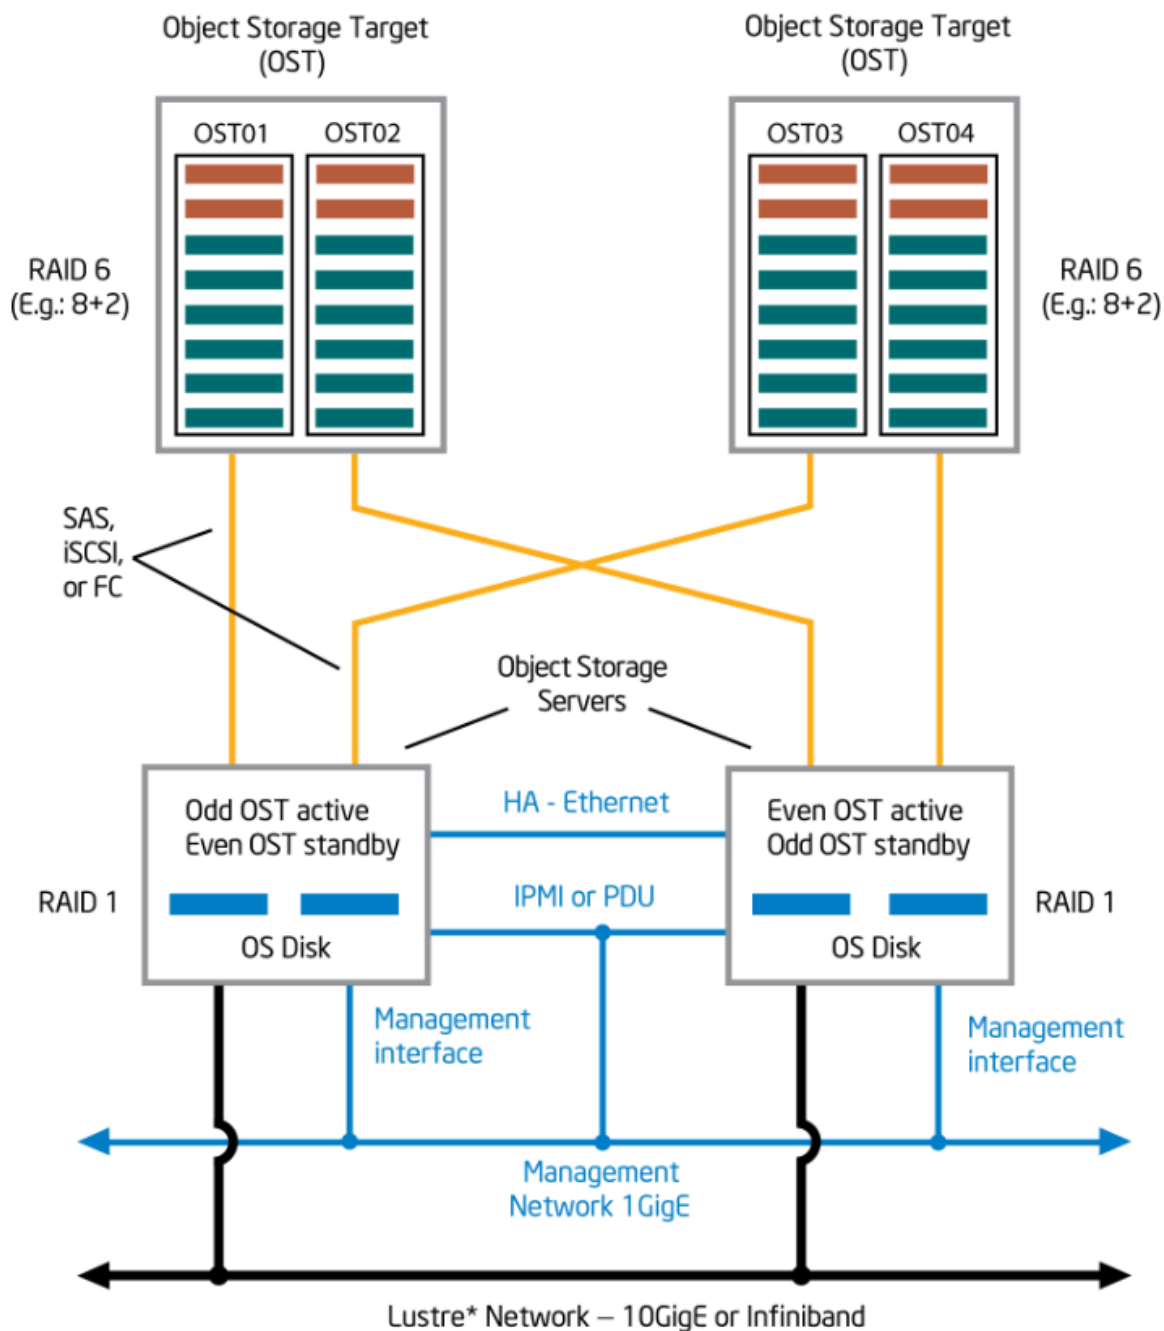 Object Storage Target
(OST)
Object Storage Target
(OST)
OST01
OST02
OST03
OST04
RAID 6
(E.g.: 8+2)
RAID 6
(E.g.: 8+2)
SAS,
iSCSI,
or FC
Object Storage
Servers
Odd OST active
Even OST standby
HA - Ethernet
Even OST active
Odd OST standby
RAID 1
IPMI or PDU
RAID 1
OS Disk
OS Disk
Management
interface
Management
interface
Management
Network 1GigE
Lustre* Network – 10GigE or Infiniband